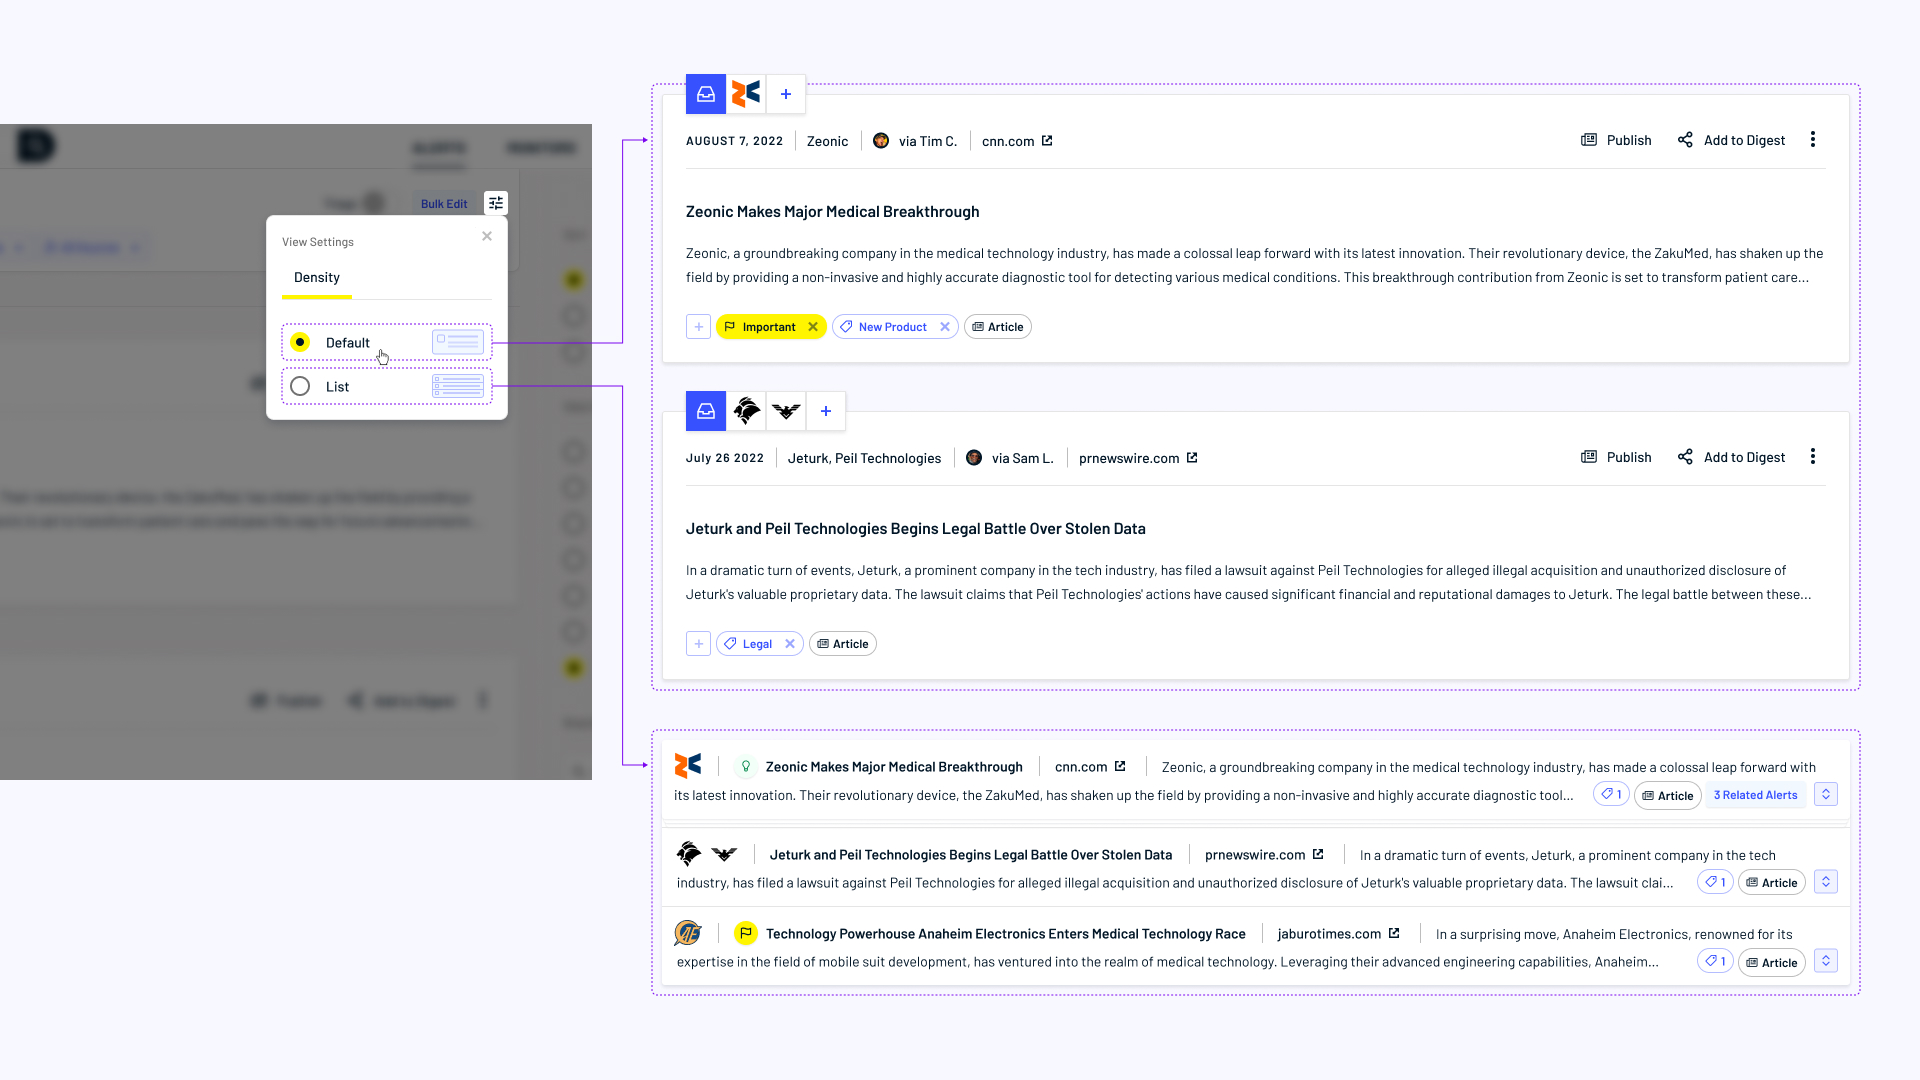 ALERTS
MONITORS
Bulk Edit
View Settings
Density
Default
List
Publish
Add to Digest
AUGUST 7, 2022
Zeonic
via Tim C.
cnn.com
Publish
Add to Digest
Zeonic Makes Major Medical Breakthrough
Zeonic, a groundbreaking company in the medical technology industry, has made a colossal leap forward with its latest innovation. Their revolutionary device, the ZakuMed, has shaken up the
field by providing a non-invasive and highly accurate diagnostic tool for detecting various medical conditions. This breakthrough contribution from Zeonic is set to transform patient care...
Important
New Product
Article
July 26 2022
Jeturk, Peil Technologies
via Sam L.
prnewswire.com
Publish
Add to Digest
Jeturk and Peil Technologies Begins Legal Battle Over Stolen Data
In a dramatic turn of events, Jeturk, a prominent company in the tech industry, has filed a lawsuit against Peil Technologies for alleged illegal acquisition and unauthorized disclosure of
Jeturk's valuable proprietary data. The lawsuit claims that Peil Technologies' actions have caused significant financial and reputational damages to Jeturk. The legal battle between these...
Legal
Article
Zeonic Makes Major Medical Breakthrough
cnn.com
Zeonic, a groundbreaking company in the medical technology industry, has made a colossal leap forward with
its latest innovation. Their revolutionary device, the ZakuMed, has shaken up the field by providing a non-invasive and highly accurate diagnostic tool...
1
Article
3 Related Alerts
Jeturk and Peil Technologies Begins Legal Battle Over Stolen Data
prnewswire.com
In a dramatic turn of events, Jeturk, a prominent company in the tech
industry, has filed a lawsuit against Peil Technologies for alleged illegal acquisition and unauthorized disclosure of Jeturk's valuable proprietary data. The lawsuit clai...
1
Article
AE
Technology Powerhouse Anaheim Electronics Enters Medical Technology Race
jaburotimes.com
In a surprising move, Anaheim Electronics, renowned for its
expertise in the field of mobile suit development, has ventured into the realm of medical technology. Leveraging their advanced engineering capabilities, Anaheim...
1
Article